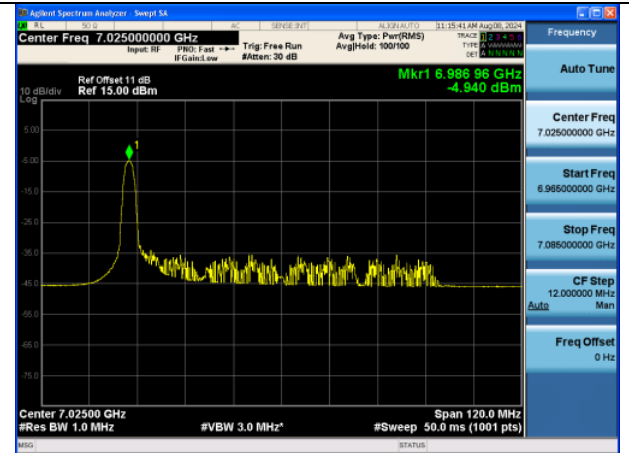 Agilent Spectrum Analyzer - Swept SA
RL 50 Ω AC SENSE:INT ALIGN AUTO 11:15:41 AM Aug 08, 2024
Center Freq 7.025000000 GHz
Input: RF PNO: Fast Trig: Free Run Avg Type: Pwr(RMS) TRACE 1 2 3 4 5 6
IFGain:Low #Atten: 30 dB Avg|Hold: 100/100 TYPE A WWWWW
DET A N N N N N
Frequency
Auto Tune
Center Freq
7.025000000 GHz
Start Freq
6.965000000 GHz
Stop Freq
7.085000000 GHz
CF Step
12.000000 MHz
Auto Man
Freq Offset
0 Hz
Mkr1 6.986 96 GHz
-4.940 dBm
Ref Offset 11 dB
10 dB/div Ref 15.00 dBm
Log
5.00
-5.00
-15.0
-25.0
-35.0
-45.0
-55.0
-65.0
-75.0
1
Center 7.02500 GHz Span 120.0 MHz
#Res BW 1.0 MHz #VBW 3.0 MHz* #Sweep 50.0 ms (1001 pts)
MSG STATUS